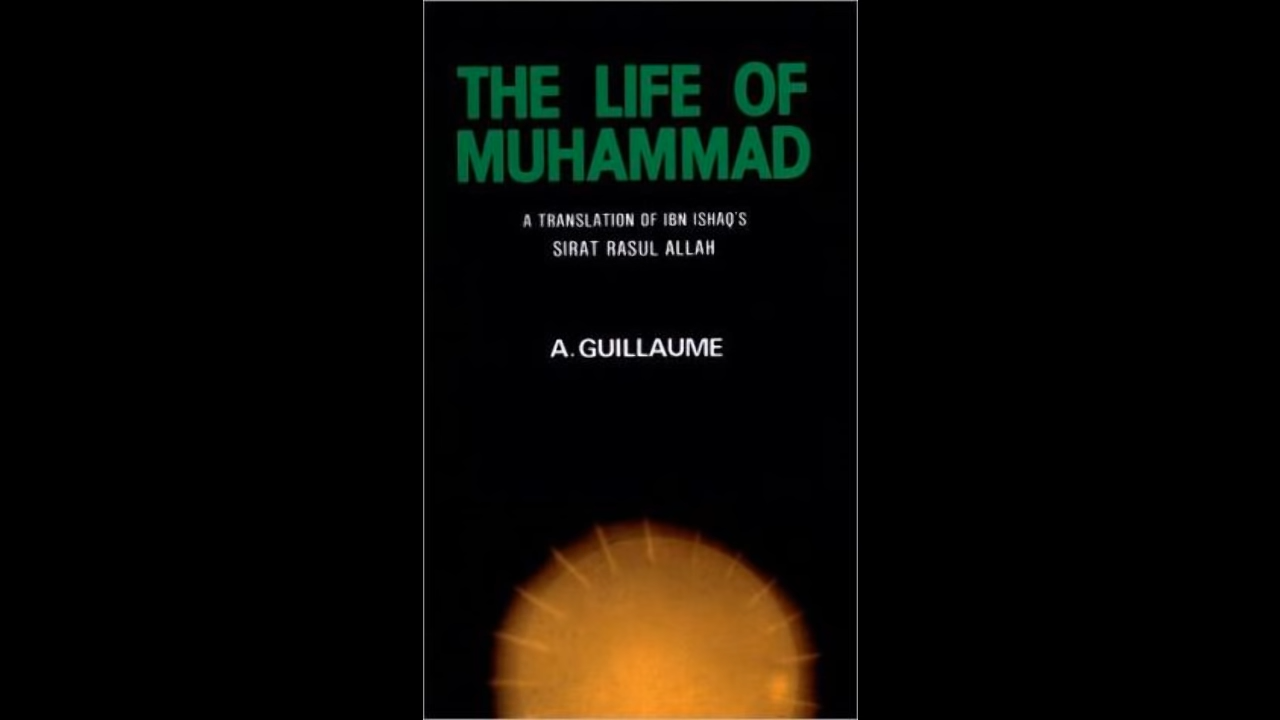 THE LIFE OF
MUHAMMAD
A TRANSLATION OF IBN ISHAQ'S
SIRAT RASUL ALLAH
A. GUILLAUME